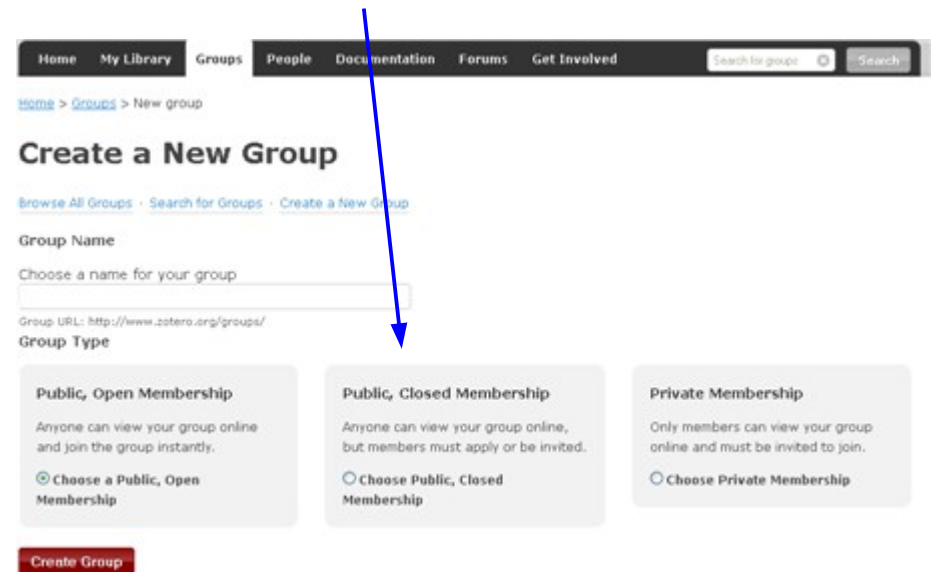 Home My Library Groups People Documentation Forums Get Involved Search for groups Search
Home > Groups > New group
Create a New Group
Browse All Groups · Search for Groups · Create a New Group
Group Name
Choose a name for your group
Group URL: http://www.zotero.org/groups/
Group Type
Public, Open Membership
Anyone can view your group online
and join the group instantly.
Choose a Public, Open
Membership
Public, Closed Membership
Anyone can view your group online,
but members must apply or be invited.
Choose Public, Closed
Membership
Private Membership
Only members can view your group
online and must be invited to join.
Choose Private Membership
Create Group